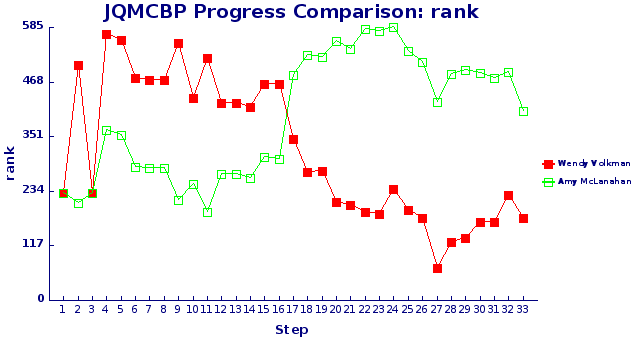 JQMCBP Progress Comparison: rank
585
468
351
234
117
0
rank
1 2 3 4 5 6 7 8 9 10 11 12 13 14 15 16 17 18 19 20 21 22 23 24 25 26 27 28 29 30 31 32 33
Step
Wendy Volkman
Amy McLanahan